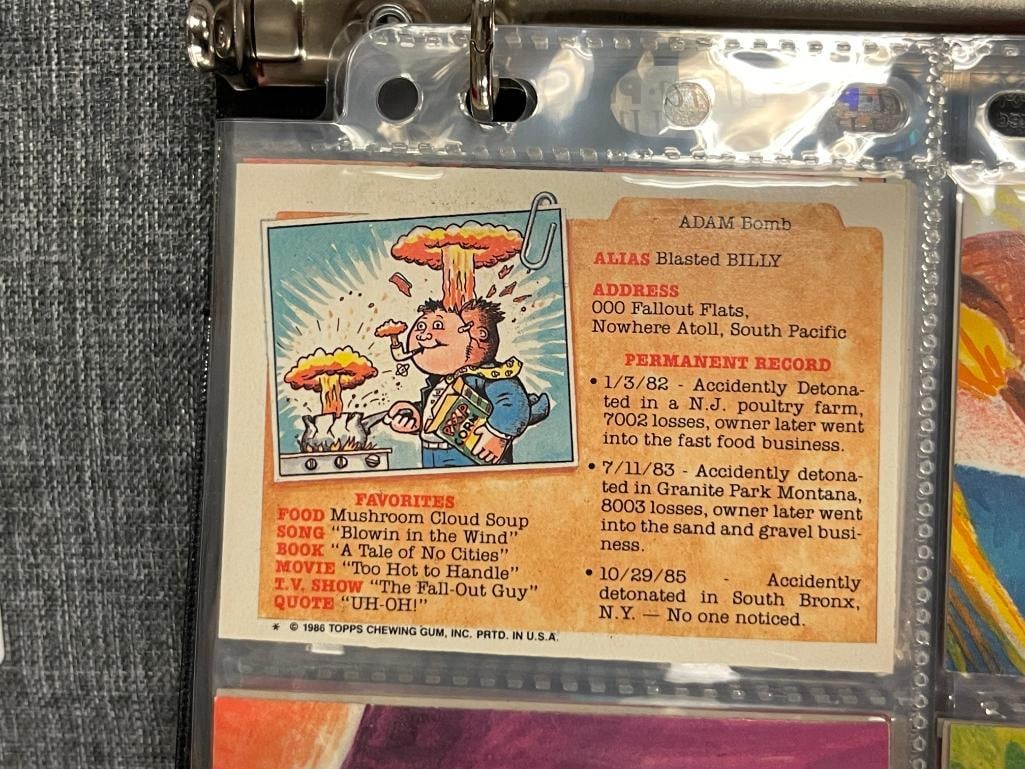 ADAM Bomb
ALIAS Blasted BILLY
ADDRESS
000 Fallout Flats,
Nowhere Atoll, South Pacific
PERMANENT RECORD
• 1/3/82 - Accidently Detona-
ted in a N.J. poultry farm,
7002 losses, owner later went
into the fast food business.
• 7/11/83 - Accidently detona-
ted in Granite Park Montana,
8003 losses, owner later went
into the sand and gravel busi-
ness.
• 10/29/85 - Accidently
detonated in South Bronx,
N.Y. — No one noticed.
POP
CORN
FAVORITES
FOOD Mushroom Cloud Soup
SONG "Blowin in the Wind"
BOOK "A Tale of No Cities"
MOVIE "Too Hot to Handle"
T.V. SHOW "The Fall-Out Guy"
QUOTE "UH-OH!"
* © 1986 TOPPS CHEWING GUM, INC. PRTD. IN U.S.A.